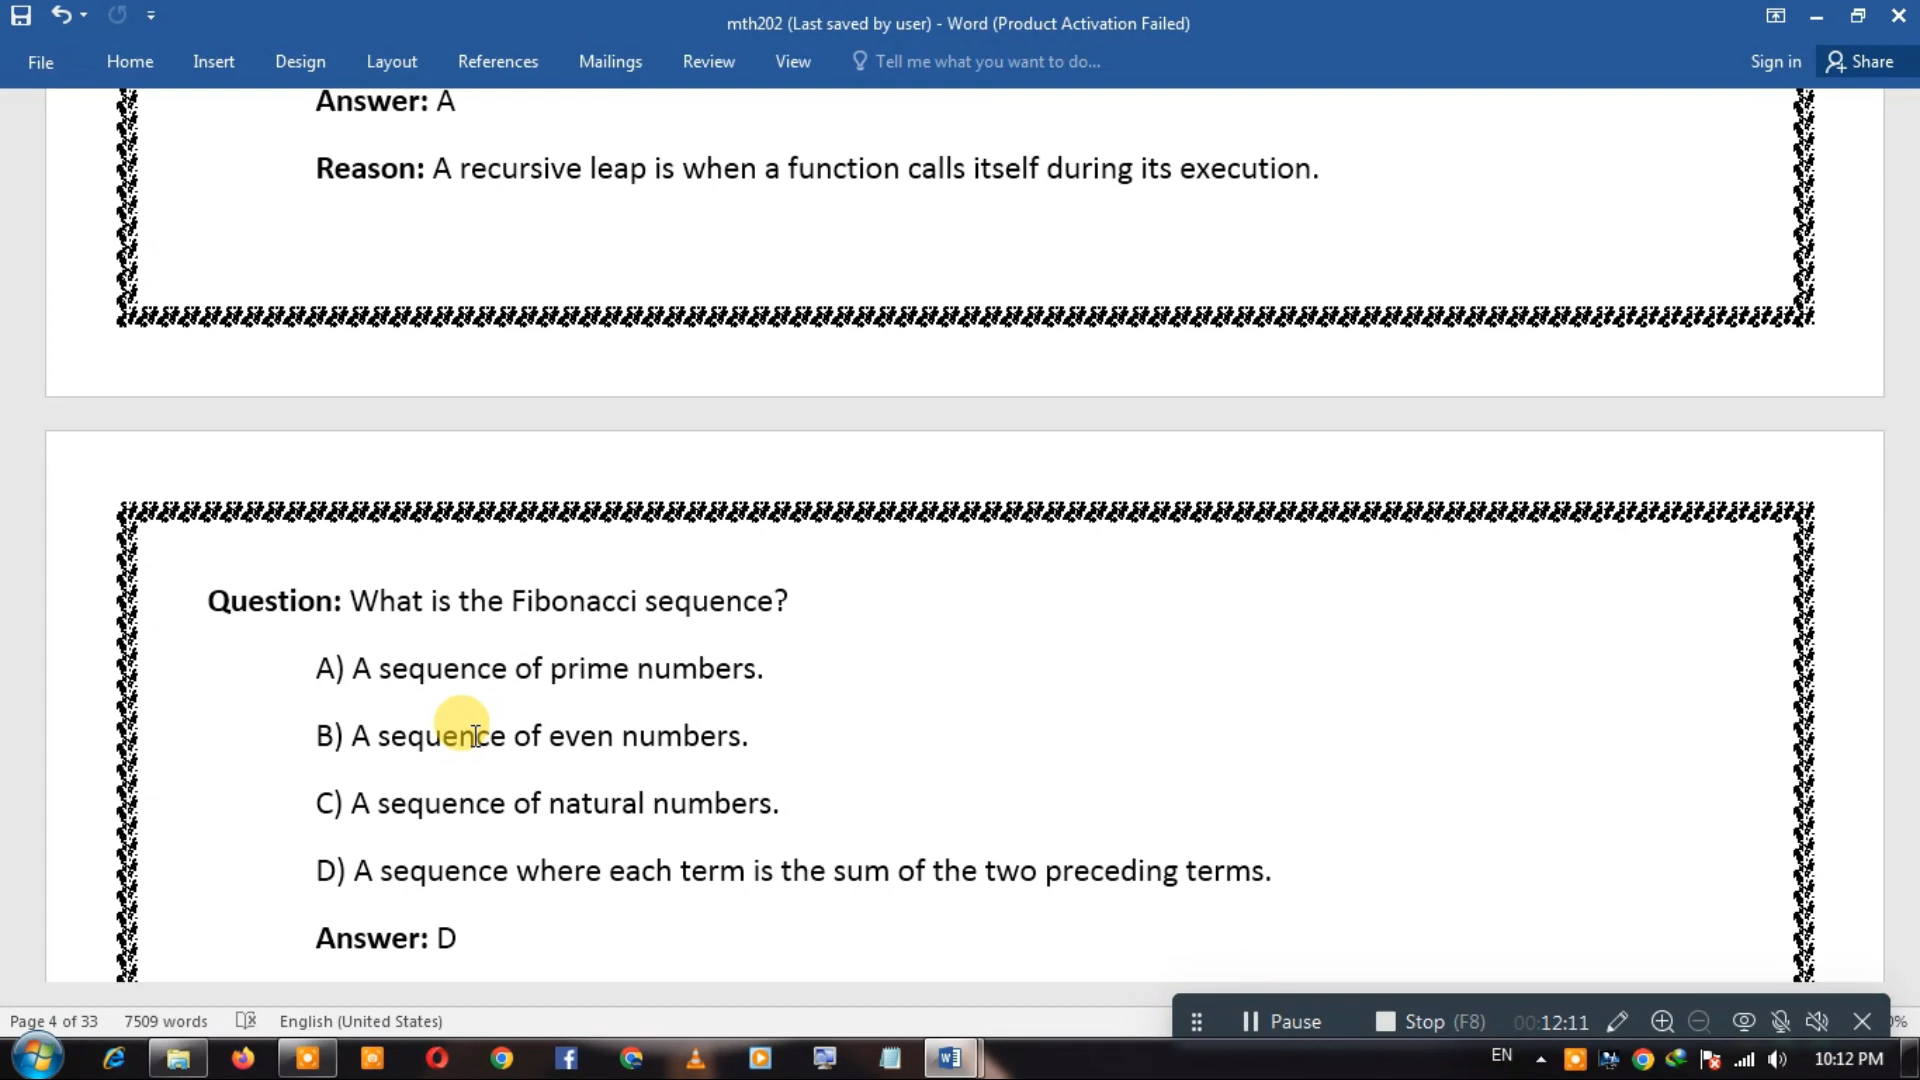 mth202 (Last saved by user) - Word (Product Activation Failed)
File Home Insert Design Layout References Mailings Review View Tell me what you want to do... Sign in Share
Answer: A
Reason: A recursive leap is when a function calls itself during its execution.
Question: What is the Fibonacci sequence?
A) A sequence of prime numbers.
B) A sequence of even numbers.
C) A sequence of natural numbers.
D) A sequence where each term is the sum of the two preceding terms.
Answer: D
Page 4 of 33 7509 words English (United States)
Pause Stop (F8) 00:12:11
EN 10:12 PM